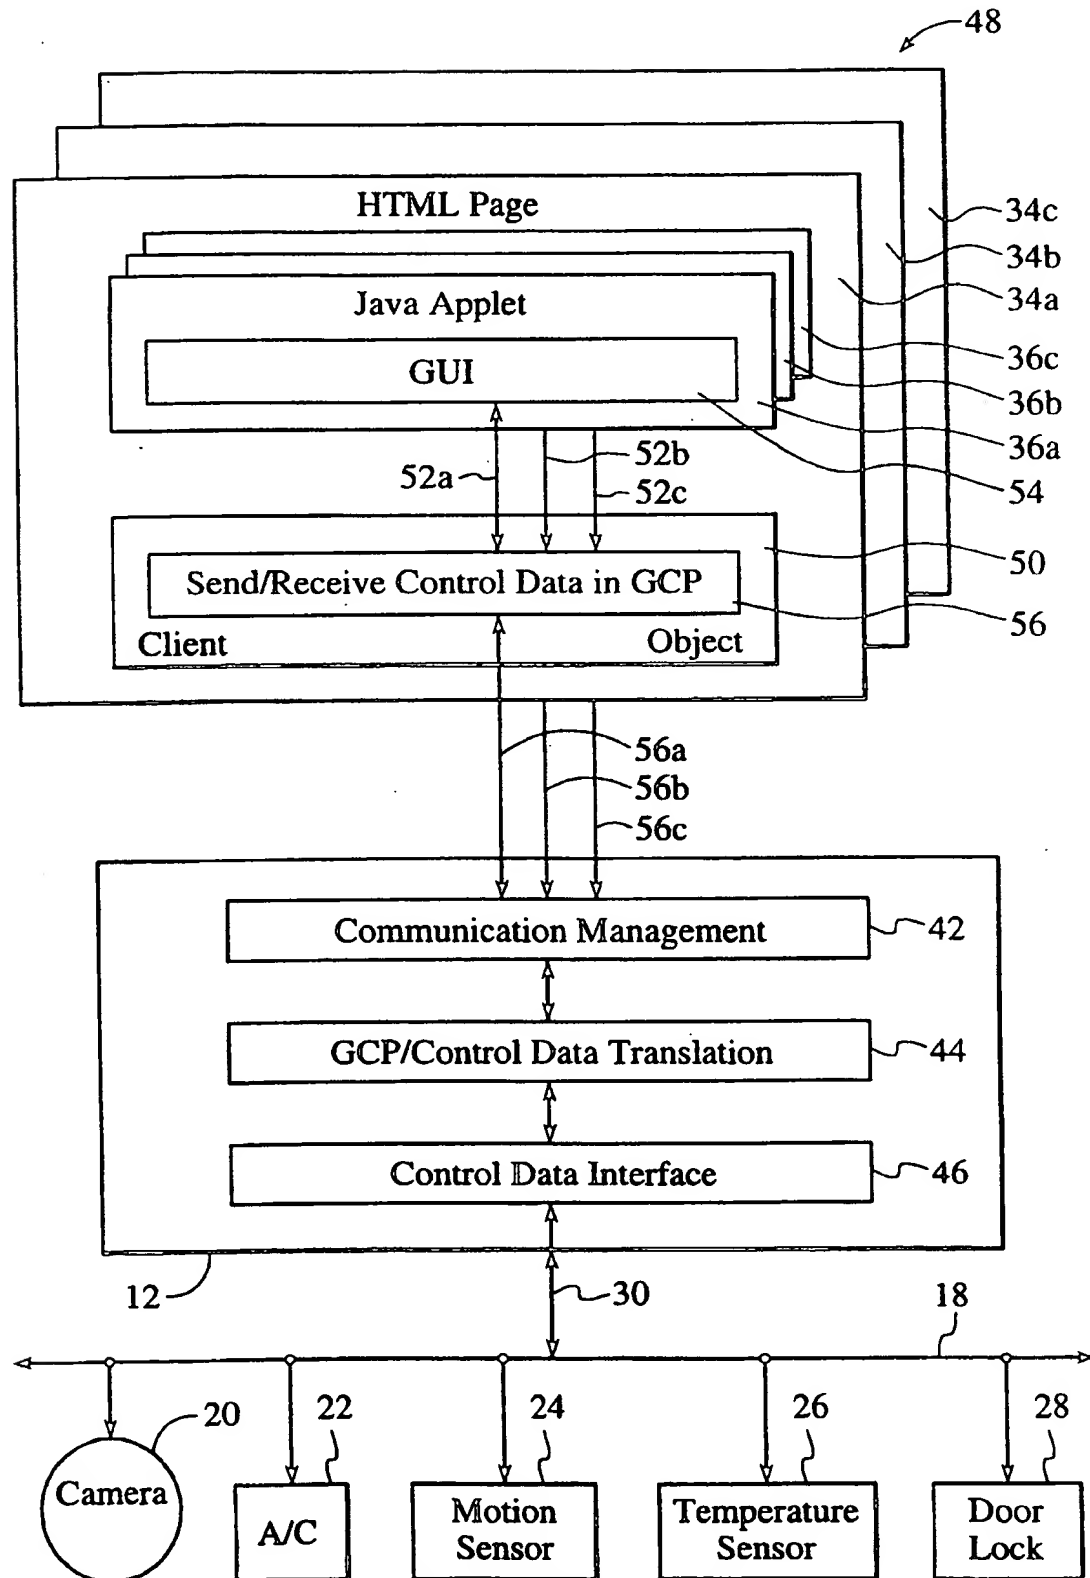 48
HTML Page
34c
34b
34a
Java Applet
36c
GUI
36b
36a
52b
52a
54
52c
50
Send/Receive Control Data in GCP
56
Client
Object
56a
56b
56c
Communication Management
42
GCP/Control Data Translation
44
Control Data Interface
46
12
30
18
20
22
24
26
28
Camera
A/C
Motion
Sensor
Temperature
Sensor
Door
Lock